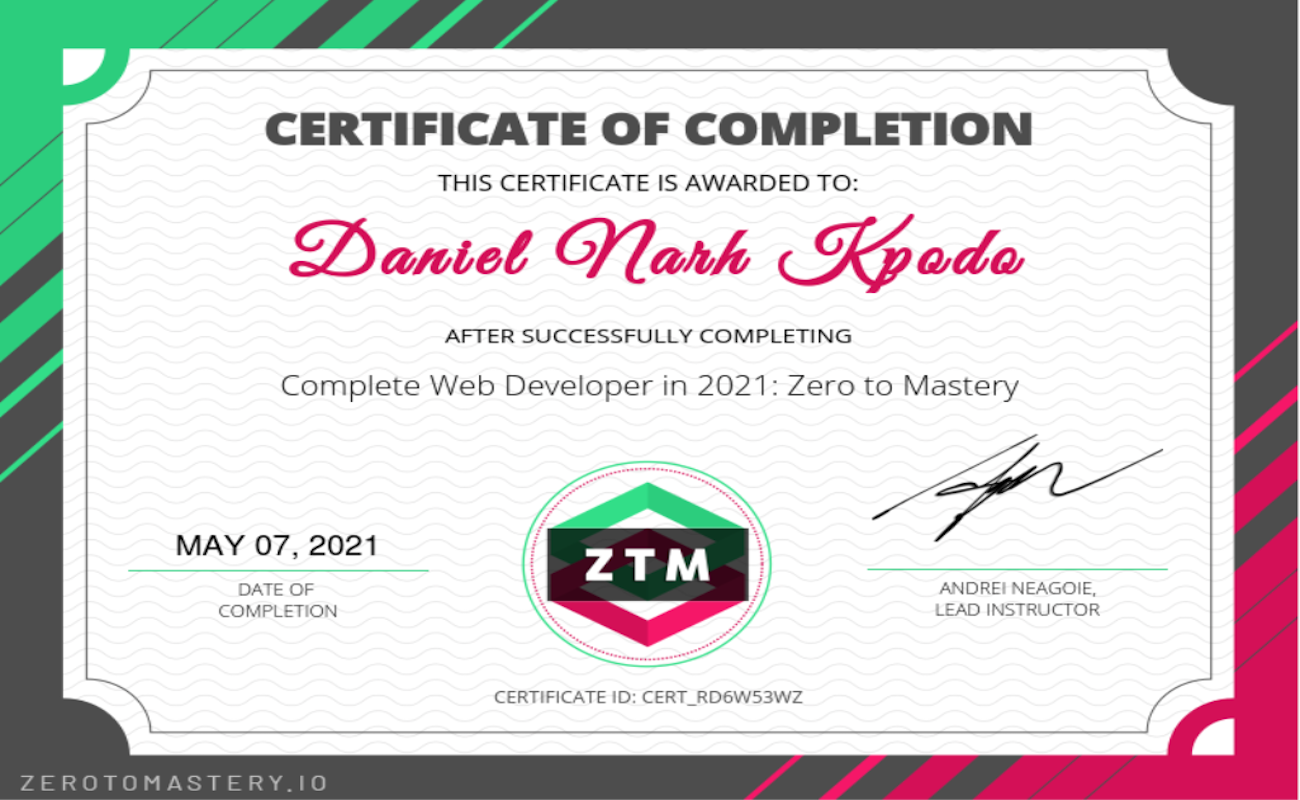 CERTIFICATE OF COMPLETION
THIS CERTIFICATE IS AWARDED TO:
Daniel Narh Kpodo
AFTER SUCCESSFULLY COMPLETING
Complete Web Developer in 2021: Zero to Mastery
MAY 07, 2021
DATE OF
COMPLETION
ZTM
ANDREI NEAGOIE,
LEAD INSTRUCTOR
CERTIFICATE ID: CERT_RD6W53WZ
ZEROTOMASTERY.IO